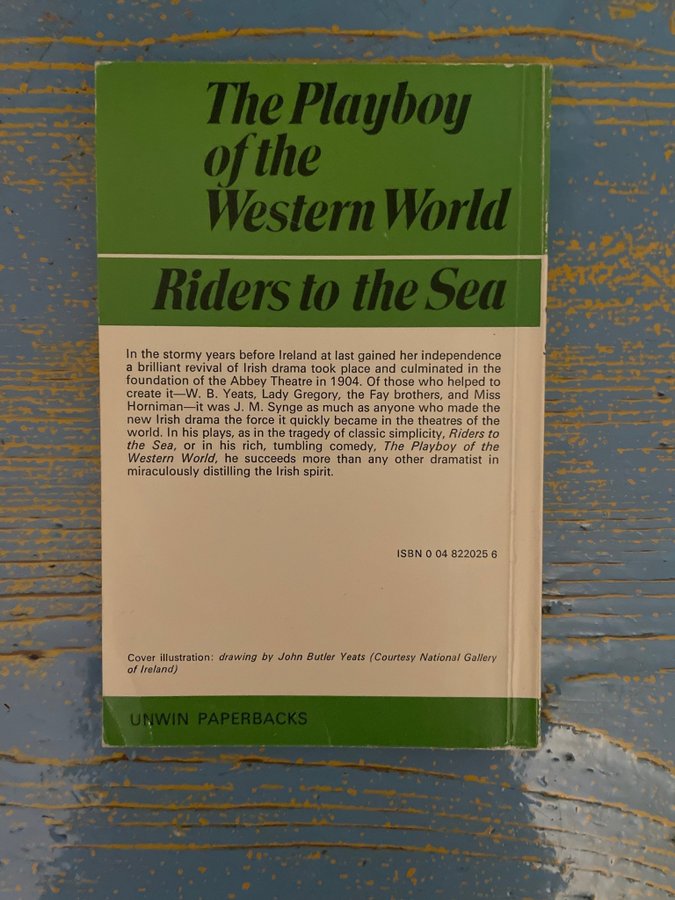 The Playboy
of the
Western World
Riders to the Sea
In the stormy years before Ireland at last gained her independence
a brilliant revival of Irish drama took place and culminated in the
foundation of the Abbey Theatre in 1904. Of those who helped to
create it—W. B. Yeats, Lady Gregory, the Fay brothers, and Miss
Horniman—it was J. M. Synge as much as anyone who made the
new Irish drama the force it quickly became in the theatres of the
world. In his plays, as in the tragedy of classic simplicity, Riders to
the Sea, or in his rich, tumbling comedy, The Playboy of the
Western World, he succeeds more than any other dramatist in
miraculously distilling the Irish spirit.
ISBN 0 04 822025 6
Cover illustration: drawing by John Butler Yeats (Courtesy National Gallery
of Ireland)
UNWIN PAPERBACKS